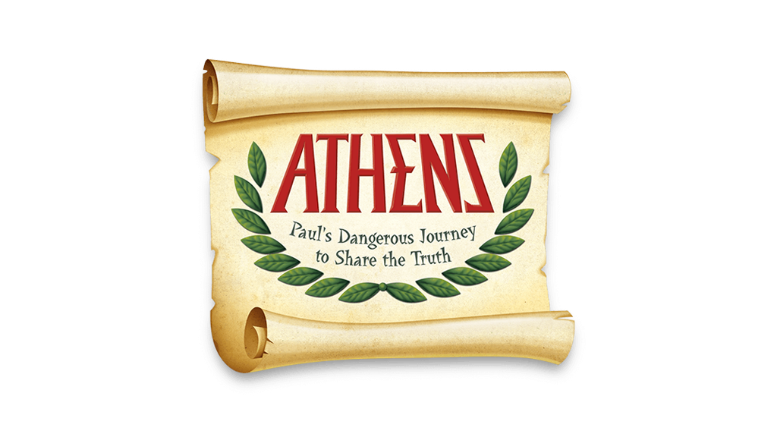 ATHENS
Paul's Dangerous Journey
to Share the Truth